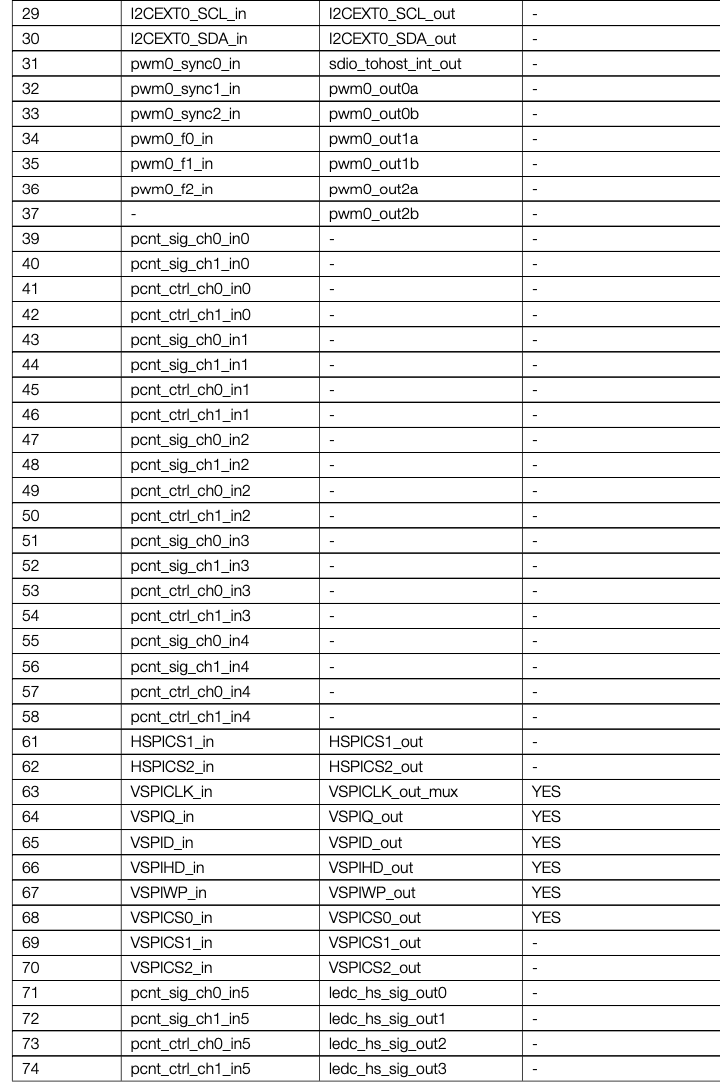 29 I2CEXT0_SCL_in I2CEXT0_SCL_out -
30 I2CEXT0_SDA_in I2CEXT0_SDA_out -
31 pwm0_sync0_in sdio_tohost_int_out -
32 pwm0_sync1_in pwm0_out0a -
33 pwm0_sync2_in pwm0_out0b -
34 pwm0_f0_in pwm0_out1a -
35 pwm0_f1_in pwm0_out1b -
36 pwm0_f2_in pwm0_out2a -
37 - pwm0_out2b -
39 pcnt_sig_ch0_in0 - -
40 pcnt_sig_ch1_in0 - -
41 pcnt_ctrl_ch0_in0 - -
42 pcnt_ctrl_ch1_in0 - -
43 pcnt_sig_ch0_in1 - -
44 pcnt_sig_ch1_in1 - -
45 pcnt_ctrl_ch0_in1 - -
46 pcnt_ctrl_ch1_in1 - -
47 pcnt_sig_ch0_in2 - -
48 pcnt_sig_ch1_in2 - -
49 pcnt_ctrl_ch0_in2 - -
50 pcnt_ctrl_ch1_in2 - -
51 pcnt_sig_ch0_in3 - -
52 pcnt_sig_ch1_in3 - -
53 pcnt_ctrl_ch0_in3 - -
54 pcnt_ctrl_ch1_in3 - -
55 pcnt_sig_ch0_in4 - -
56 pcnt_sig_ch1_in4 - -
57 pcnt_ctrl_ch0_in4 - -
58 pcnt_ctrl_ch1_in4 - -
61 HSPICS1_in HSPICS1_out -
62 HSPICS2_in HSPICS2_out -
63 VSPICLK_in VSPICLK_out_mux YES
64 VSPIQ_in VSPIQ_out YES
65 VSPID_in VSPID_out YES
66 VSPIHD_in VSPIHD_out YES
67 VSPIWP_in VSPIWP_out YES
68 VSPICS0_in VSPICS0_out YES
69 VSPICS1_in VSPICS1_out -
70 VSPICS2_in VSPICS2_out -
71 pcnt_sig_ch0_in5 ledc_hs_sig_out0 -
72 pcnt_sig_ch1_in5 ledc_hs_sig_out1 -
73 pcnt_ctrl_ch0_in5 ledc_hs_sig_out2 -
74 pcnt_ctrl_ch1_in5 ledc_hs_sig_out3 -